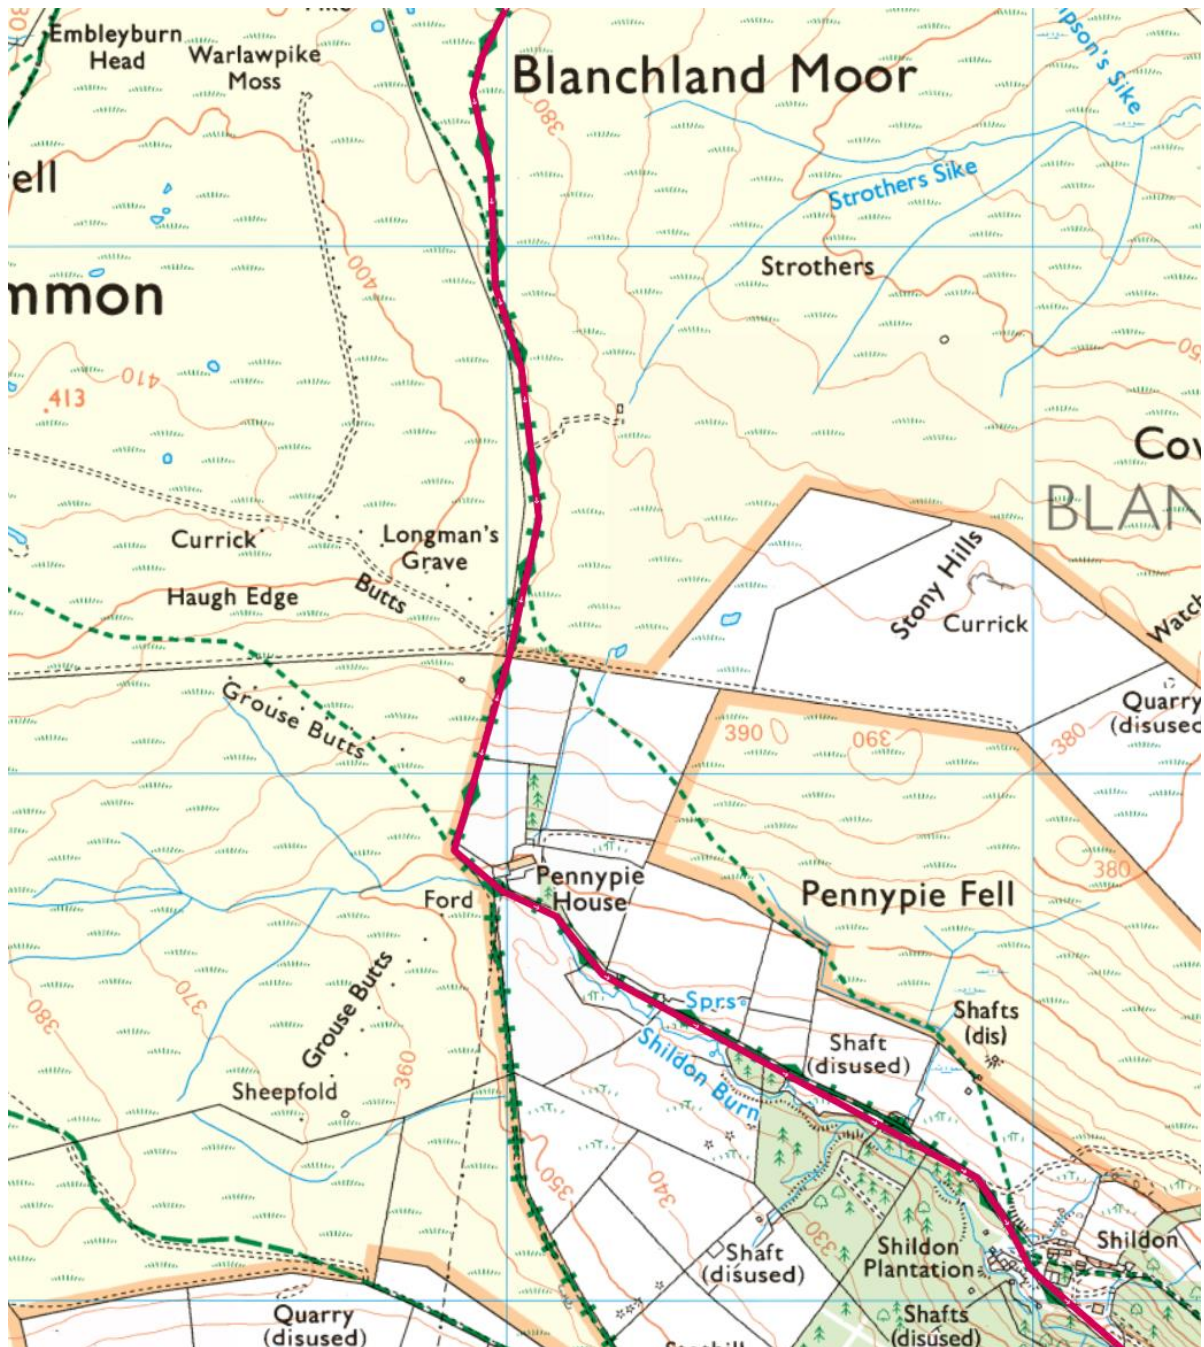 Embleyburn
Head
Warlawpike
Moss
Blanchland Moor
380
ell
Strothers Sike
Strothers
400
mmon
410
413
Currick
Longman's
Grave
Haugh Edge
Butts
Cov
BLAN
Stony Hills
Currick
Watch
Grouse Butts
Quarry
(disused
390
390
380
380
Pennypie
House
Ford
Pennypie Fell
380
370
Grouse Butts
360
Sprs
Shafts
(dis)
Shaft
(disused)
Shildon Burn
Sheepfold
350
340
330
Shaft
(disused)
Shildon
Plantation
Shildon
Quarry
(disused)
Shafts
(disused)